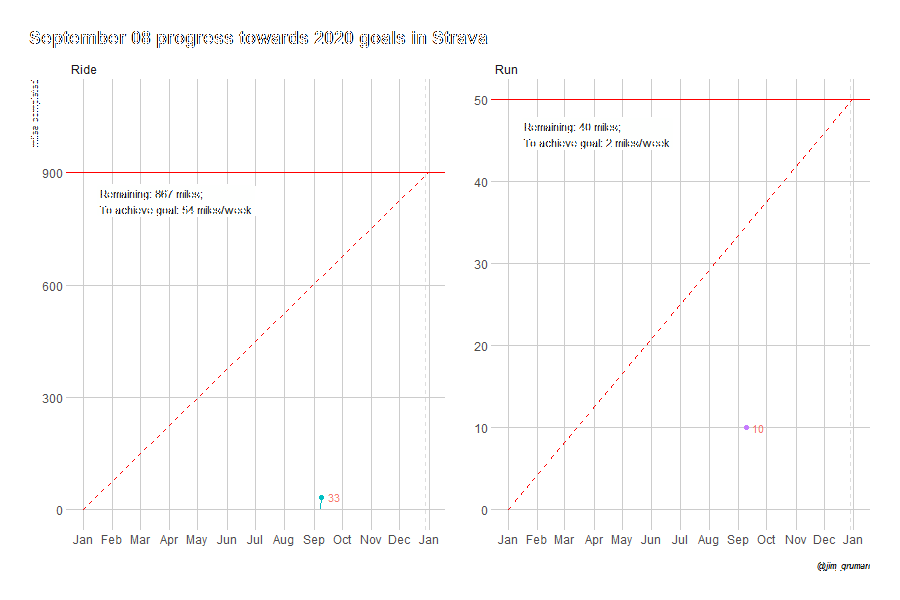 September 08 progress towards 2020 goals in Strava
Ride
miles completed
900
600
300
0
Remaining: 867 miles;
To achieve goal: 54 miles/week
33
Jan Feb Mar Apr May Jun Jul Aug Sep Oct Nov Dec Jan
Run
50
40
30
20
10
0
Remaining: 40 miles;
To achieve goal: 2 miles/week
10
Jan Feb Mar Apr May Jun Jul Aug Sep Oct Nov Dec Jan
@jim_gruman